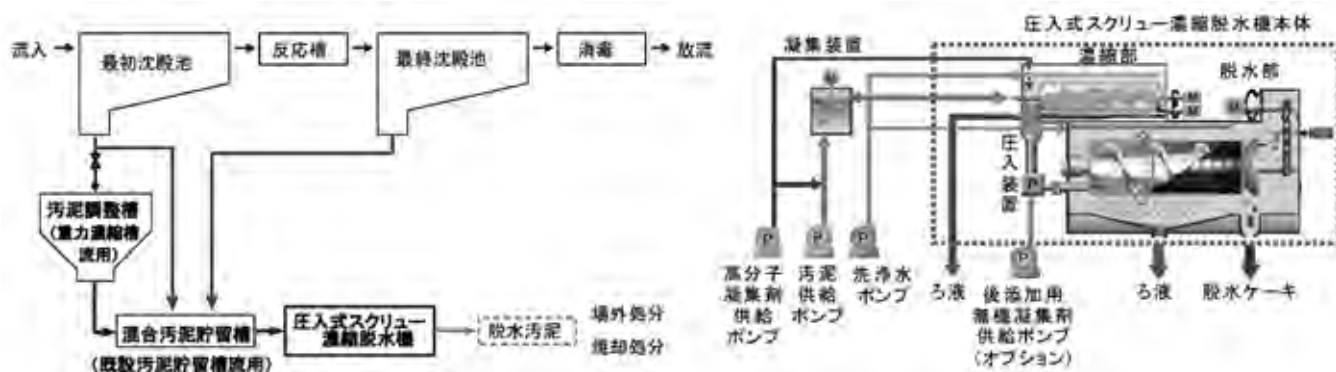 流入
最初沈殿池
反応槽
最終沈殿池
消毒
放流
汚泥調整槽
(重力濃縮槽
流用)
混合汚泥貯留槽
(既設汚泥貯留槽流用)
圧入式スクリュー
濃縮脱水機
脱水汚泥
場外処分
焼却処分
圧入式スクリュー濃縮脱水機本体
凝集装置
濃縮部
脱水部
圧入装置
M
M
M
M
P
P
P
P
P
高分子
凝集剤
供給
ポンプ
汚泥
供給
ポンプ
洗浄水
ポンプ
ろ液
後添加用
無機凝集剤
供給ポンプ
(オプション)
ろ液
脱水ケーキ